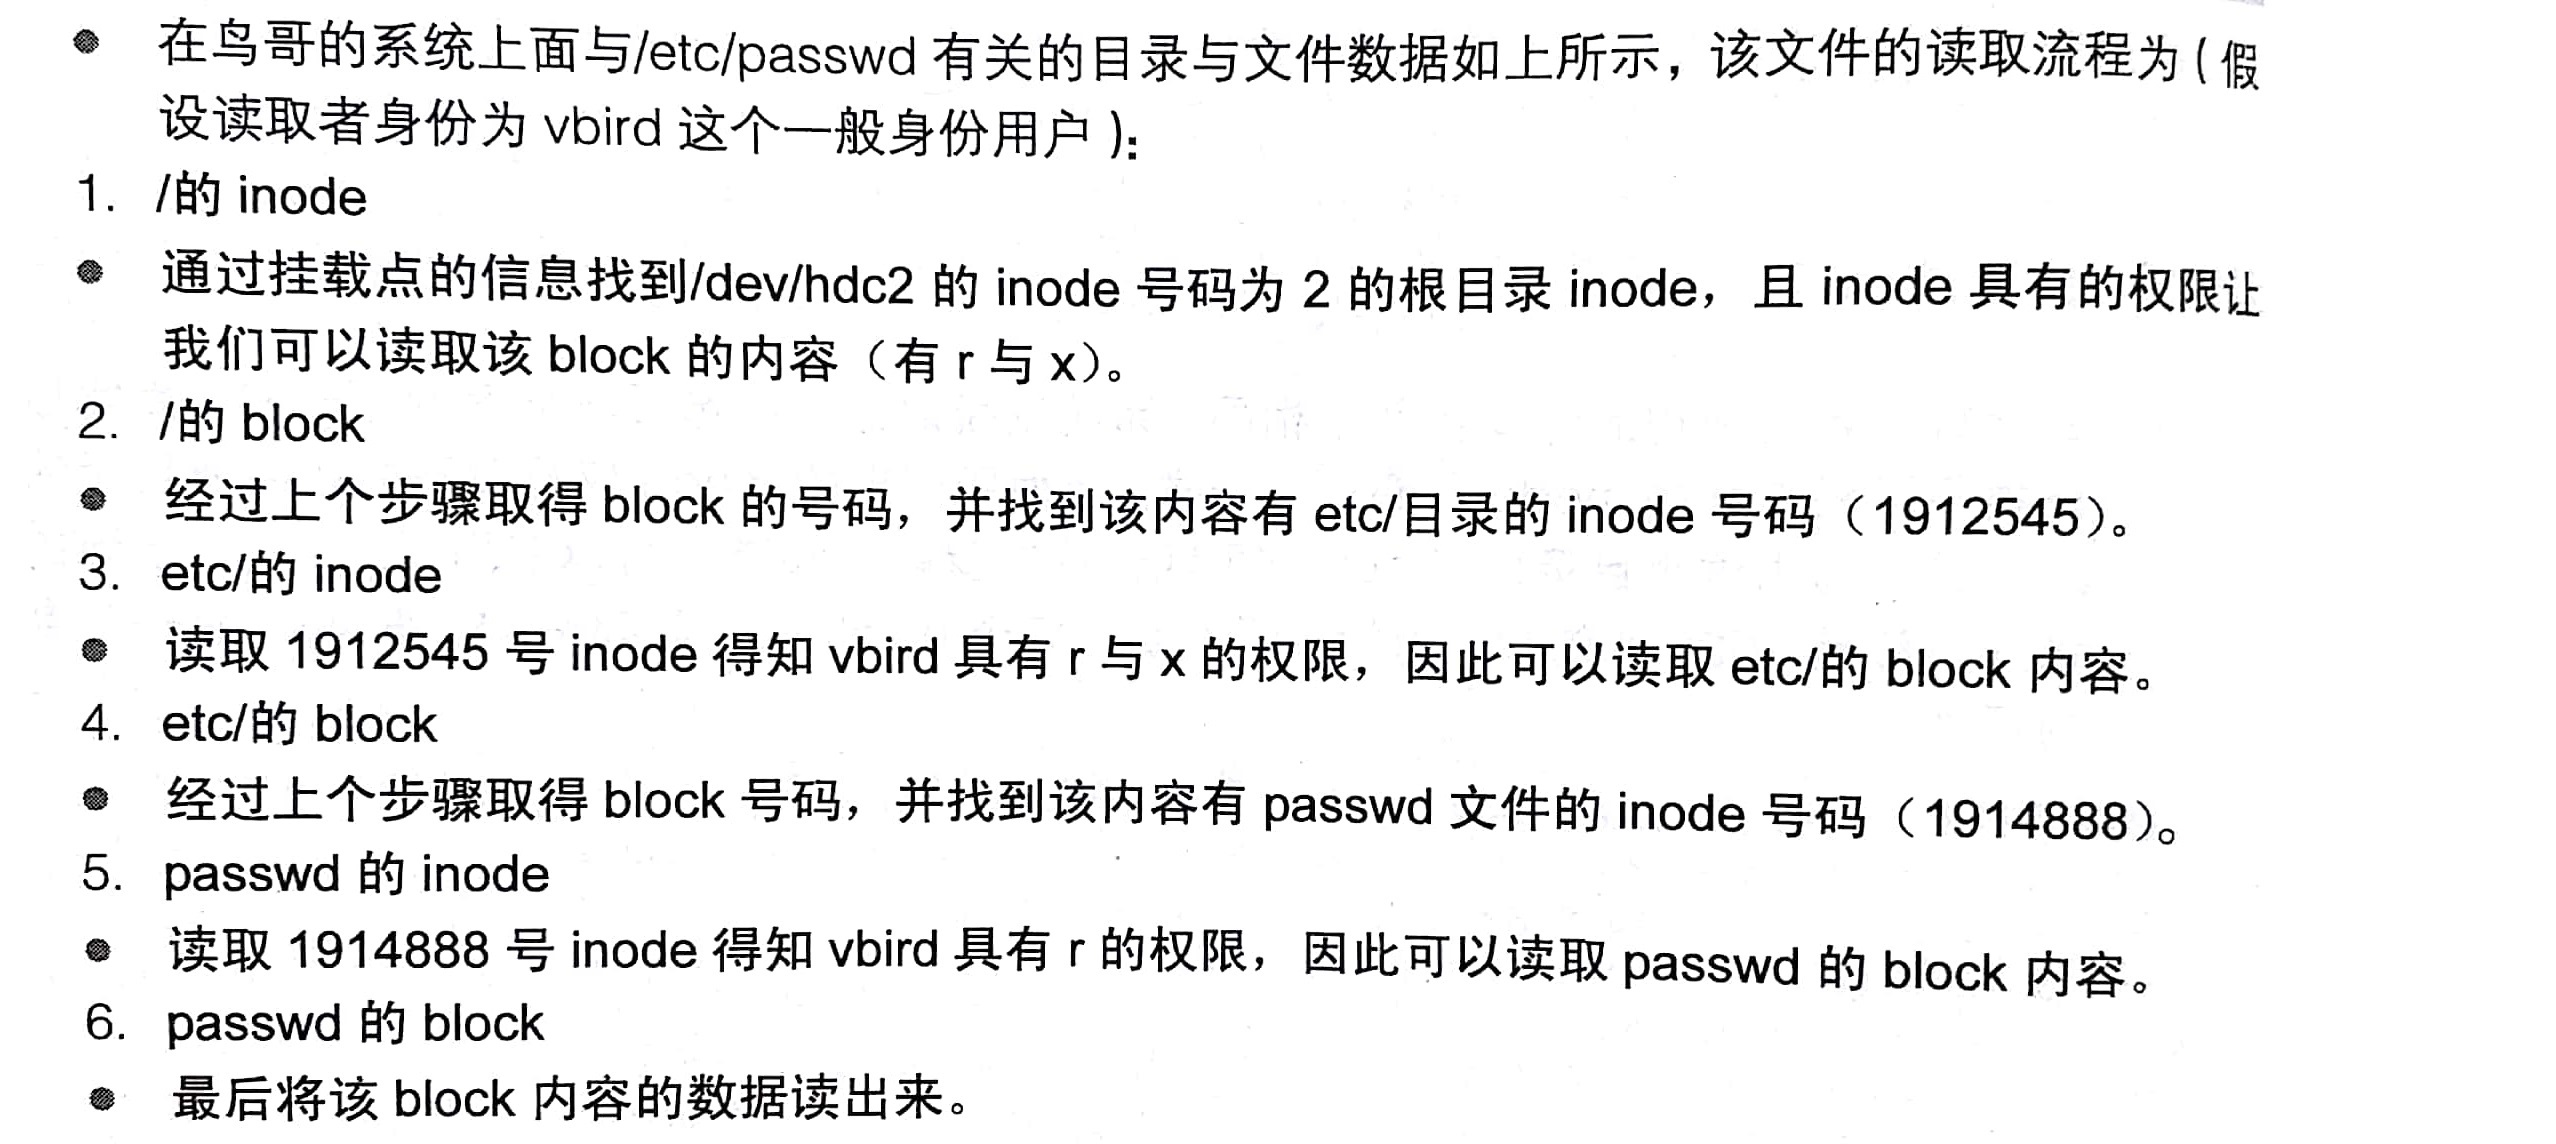 ● 在鸟哥的系统上面与/etc/passwd 有关的目录与文件数据如上所示，该文件的读取流程为（假
设读取者身份为 vbird 这个一般身份用户）：
1. /的 inode
● 通过挂载点的信息找到/dev/hdc2 的 inode 号码为 2 的根目录 inode，且 inode 具有的权限让
我们可以读取该 block 的内容（有 r 与 x）。
2. /的 block
● 经过上个步骤取得 block 的号码，并找到该内容有 etc/目录的 inode 号码（1912545）。
3. etc/的 inode
● 读取 1912545 号 inode 得知 vbird 具有 r 与 x 的权限，因此可以读取 etc/的 block 内容。
4. etc/的 block
● 经过上个步骤取得 block 号码，并找到该内容有 passwd 文件的 inode 号码（1914888）。
5. passwd 的 inode
● 读取 1914888 号 inode 得知 vbird 具有 r 的权限，因此可以读取 passwd 的 block 内容。
6. passwd 的 block
● 最后将该 block 内容的数据读出来。